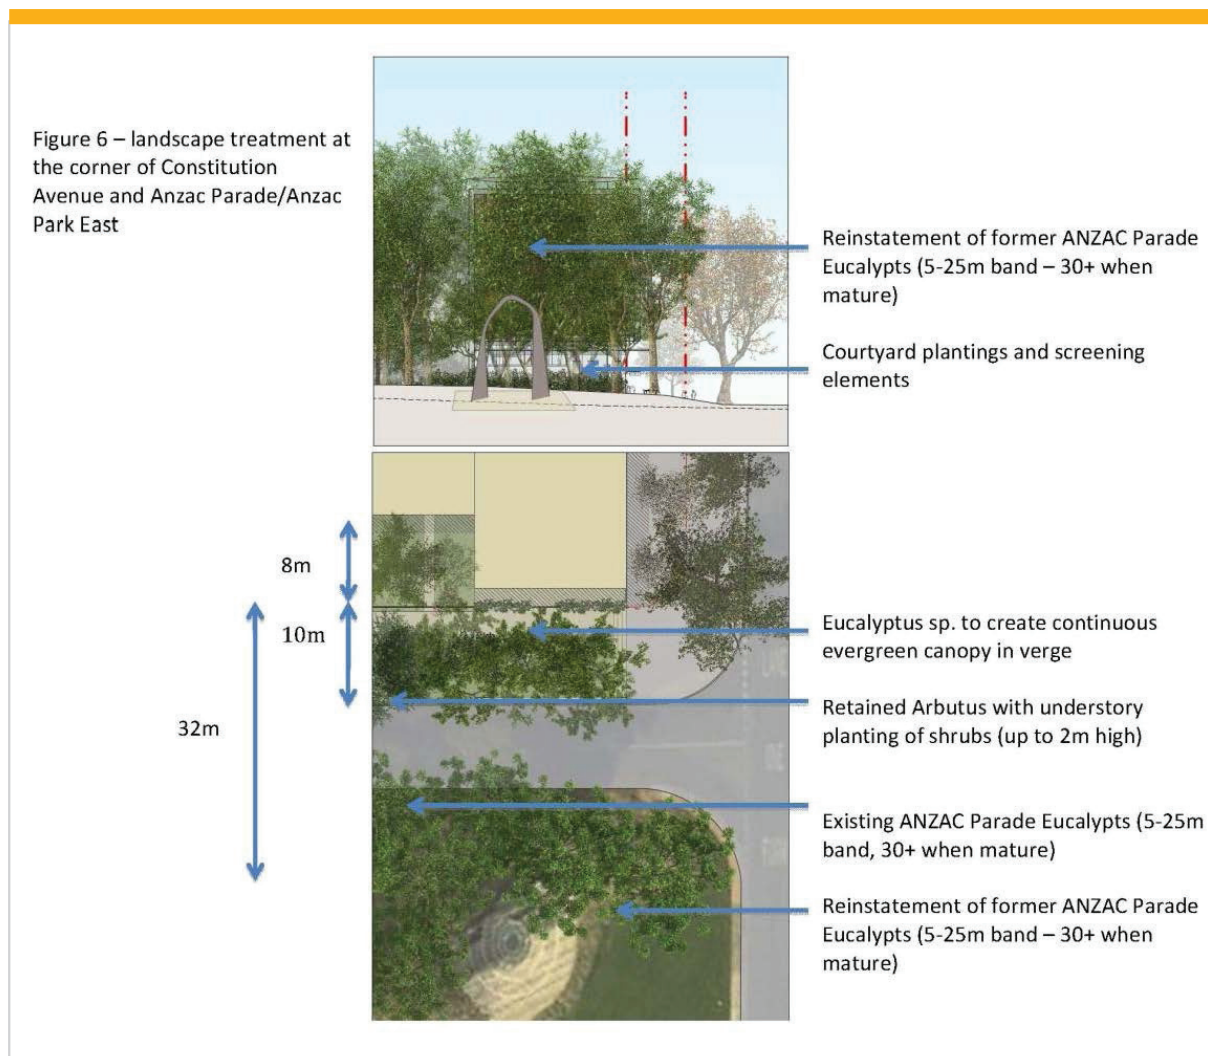 Figure 6 – landscape treatment at
the corner of Constitution
Avenue and Anzac Parade/Anzac
Park East
Reinstatement of former ANZAC Parade
Eucalypts (5-25m band – 30+ when
mature)
Courtyard plantings and screening
elements
8m
10m
32m
Eucalyptus sp. to create continuous
evergreen canopy in verge
Retained Arbutus with understory
planting of shrubs (up to 2m high)
Existing ANZAC Parade Eucalypts (5-25m
band, 30+ when mature)
Reinstatement of former ANZAC Parade
Eucalypts (5-25m band – 30+ when
mature)